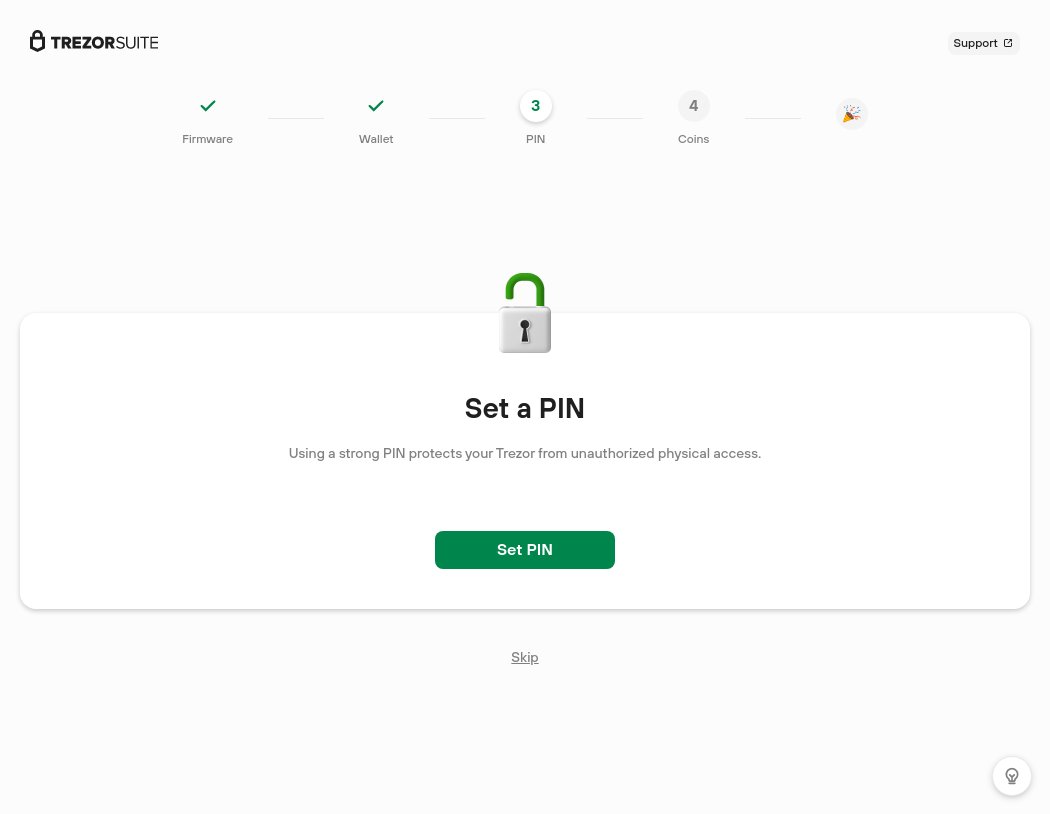 TREZORSUITE
Support
3
4
Firmware
Wallet
PIN
Coins
Set a PIN
Using a strong PIN protects your Trezor from unauthorized physical access.
Set PIN
Skip